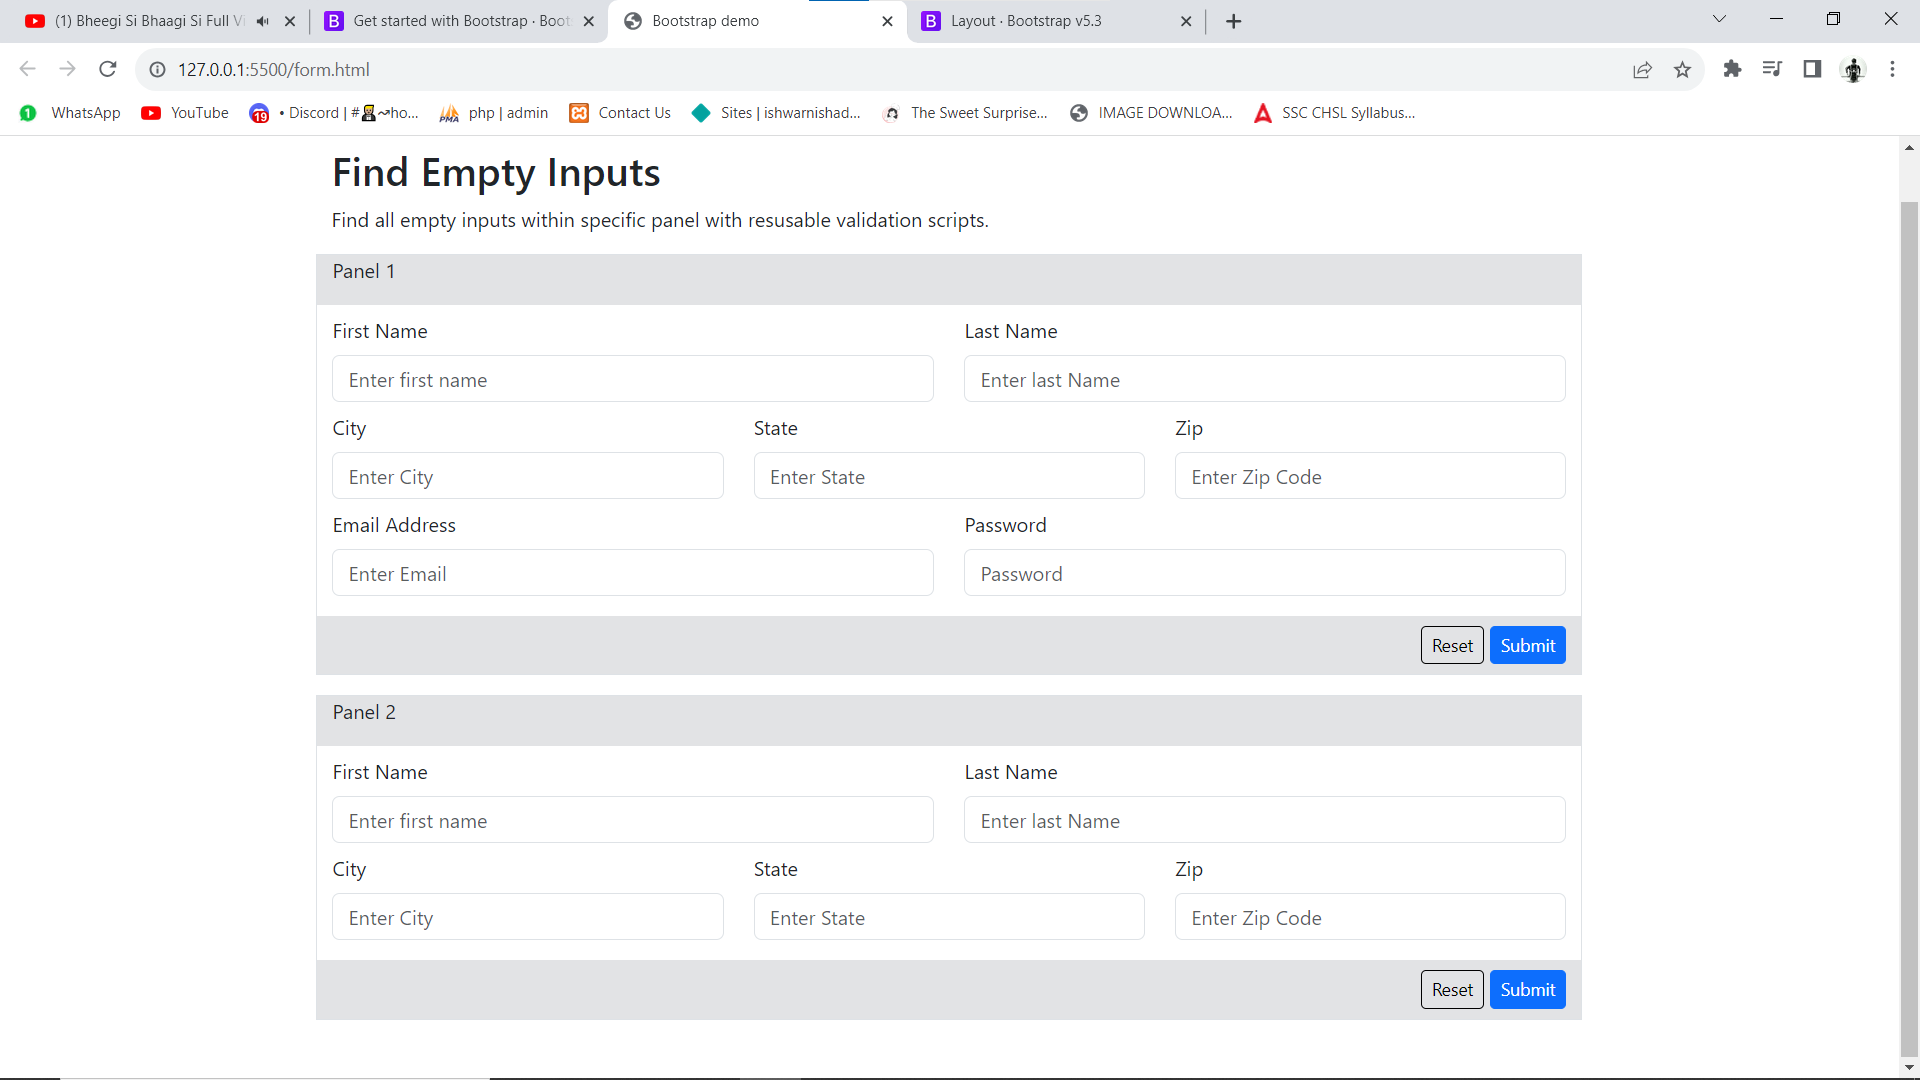 (1) Bheegi Si Bhaagi Si Full Vi
Get started with Bootstrap · Boots
Bootstrap demo
Layout · Bootstrap v5.3
127.0.0.1:5500/form.html
1 WhatsApp
YouTube
19 • Discord | #🧛↝ho...
PMA php | admin
Contact Us
Sites | ishwarnishad...
The Sweet Surprise...
IMAGE DOWNLOA...
SSC CHSL Syllabus...
Find Empty Inputs
Find all empty inputs within specific panel with resusable validation scripts.
Panel 1
First Name Last Name
Enter first name Enter last Name
City State Zip
Enter City Enter State Enter Zip Code
Email Address Password
Enter Email Password
Reset Submit
Panel 2
First Name Last Name
Enter first name Enter last Name
City State Zip
Enter City Enter State Enter Zip Code
Reset Submit